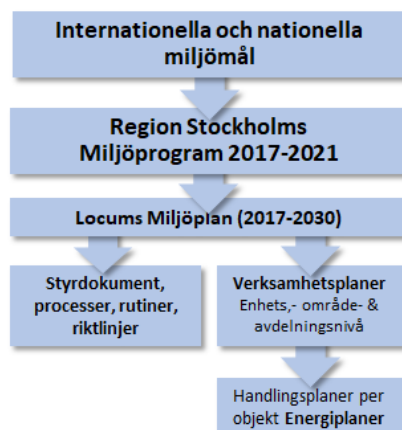 Internationella och nationella
miljömål
Region Stockholms
Miljöprogram 2017-2021
Locums Miljöplan (2017-2030)
Styrdokument,
processer, rutiner,
riktlinjer
Verksamhetsplaner
Enhets,- område- &
avdelningsnivå
Handlingsplaner per
objekt Energiplaner